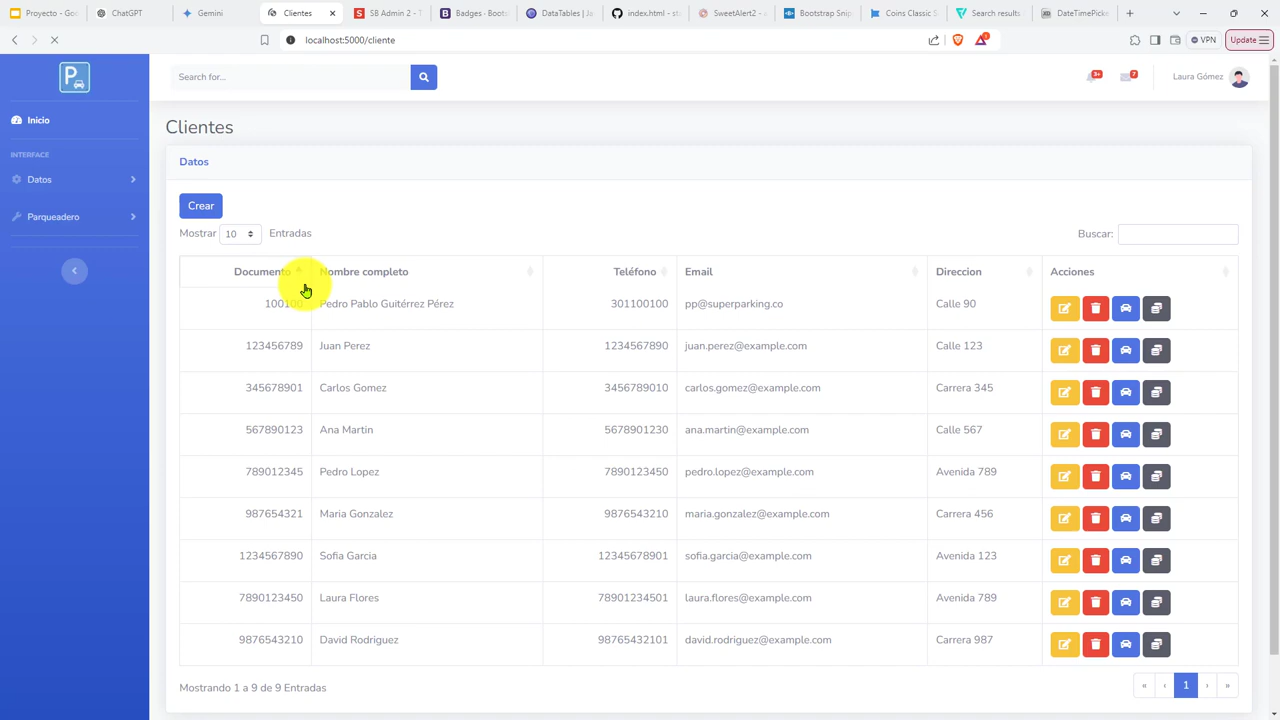 Proyecto - Goo
ChatGPT
Gemini
Clientes
SB Admin 2 - T
Badges - Boots
DataTables | Ja
index.html - sta
SweetAlert2 - a
Bootstrap Snip
Coins Classic S
Search results
DateTimePicke
localhost:5000/cliente
VPN
Update
P
Search for...
3+
7
Laura Gómez
Inicio
INTERFACE
Datos
Parqueadero
Clientes
Datos
Crear
Mostrar 10 Entradas
Buscar:
Documento Nombre completo Teléfono Email Direccion Acciones
100100 Pedro Pablo Guitérrez Pérez 301100100 pp@superparking.co Calle 90
123456789 Juan Perez 1234567890 juan.perez@example.com Calle 123
345678901 Carlos Gomez 3456789010 carlos.gomez@example.com Carrera 345
567890123 Ana Martin 5678901230 ana.martin@example.com Calle 567
789012345 Pedro Lopez 7890123450 pedro.lopez@example.com Avenida 789
987654321 Maria Gonzalez 9876543210 maria.gonzalez@example.com Carrera 456
1234567890 Sofia Garcia 12345678901 sofia.garcia@example.com Avenida 123
7890123450 Laura Flores 78901234501 laura.flores@example.com Avenida 789
9876543210 David Rodriguez 98765432101 david.rodriguez@example.com Carrera 987
Mostrando 1 a 9 de 9 Entradas
« ‹ 1 › »